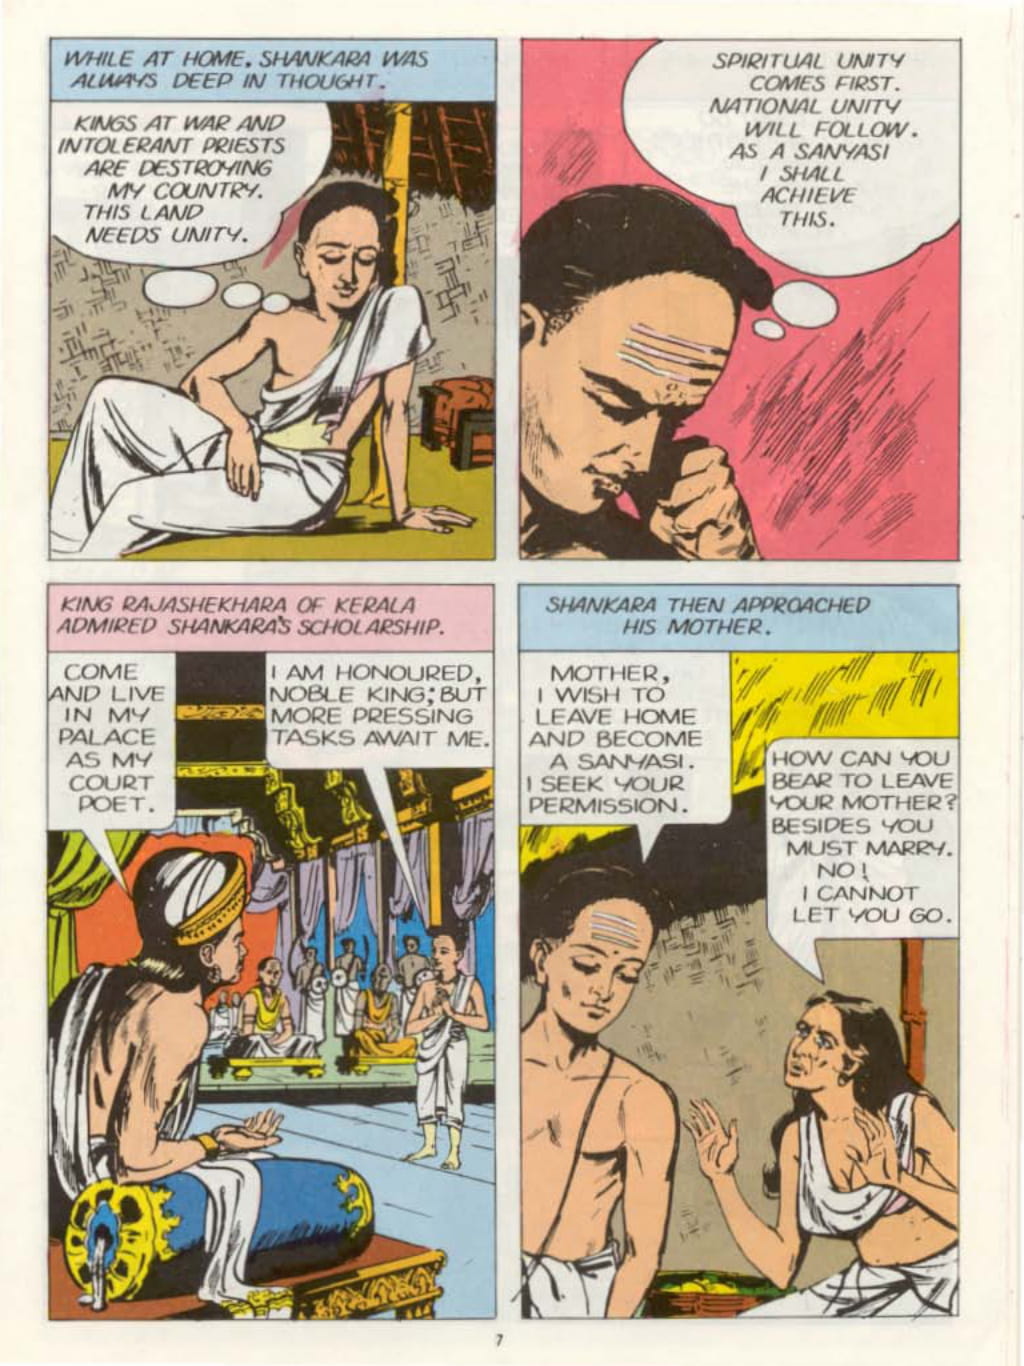 WHILE AT HOME, SHANKARA WAS
ALWAYS DEEP IN THOUGHT.
KINGS AT WAR AND
INTOLERANT PRIESTS
ARE DESTROYING
MY COUNTRY.
THIS LAND
NEEDS UNITY.
SPIRITUAL UNITY
COMES FIRST.
NATIONAL UNITY
WILL FOLLOW.
AS A SANYASI
I SHALL
ACHIEVE
THIS.
KING RAJASHEKHARA OF KERALA
ADMIRED SHANKARA'S SCHOLARSHIP.
COME
AND LIVE
IN MY
PALACE
AS MY
COURT
POET.
I AM HONOURED,
NOBLE KING; BUT
MORE PRESSING
TASKS AWAIT ME.
SHANKARA THEN APPROACHED
HIS MOTHER.
MOTHER,
I WISH TO
LEAVE HOME
AND BECOME
A SANYASI.
I SEEK YOUR
PERMISSION.
HOW CAN YOU
BEAR TO LEAVE
YOUR MOTHER?
BESIDES YOU
MUST MARRY.
NO!
I CANNOT
LET YOU GO.
7